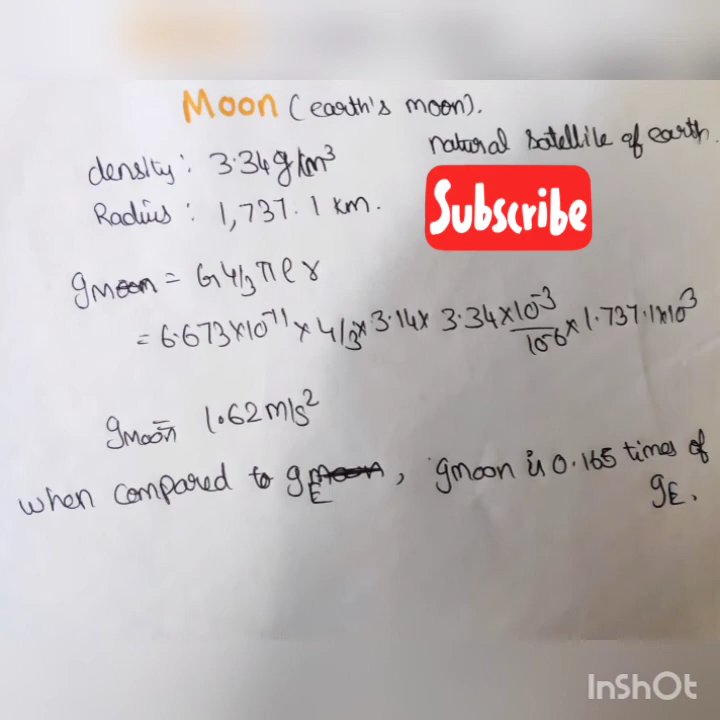 Moon (earth's moon).
natural satellite of earth.
density: 3.34 g/cm³
Radius: 1,737.1 km.
Subscribe
gmoon = G 4/3 π ρ r
= 6.673×10⁻¹¹ × 4/3 × 3.14 × 3.34×10⁻³/10⁻⁶ × 1.737.1×10³
gmoon = 1.62 m/s²
when compared to gE, gmoon is 0.165 times of
gE.
InShOt